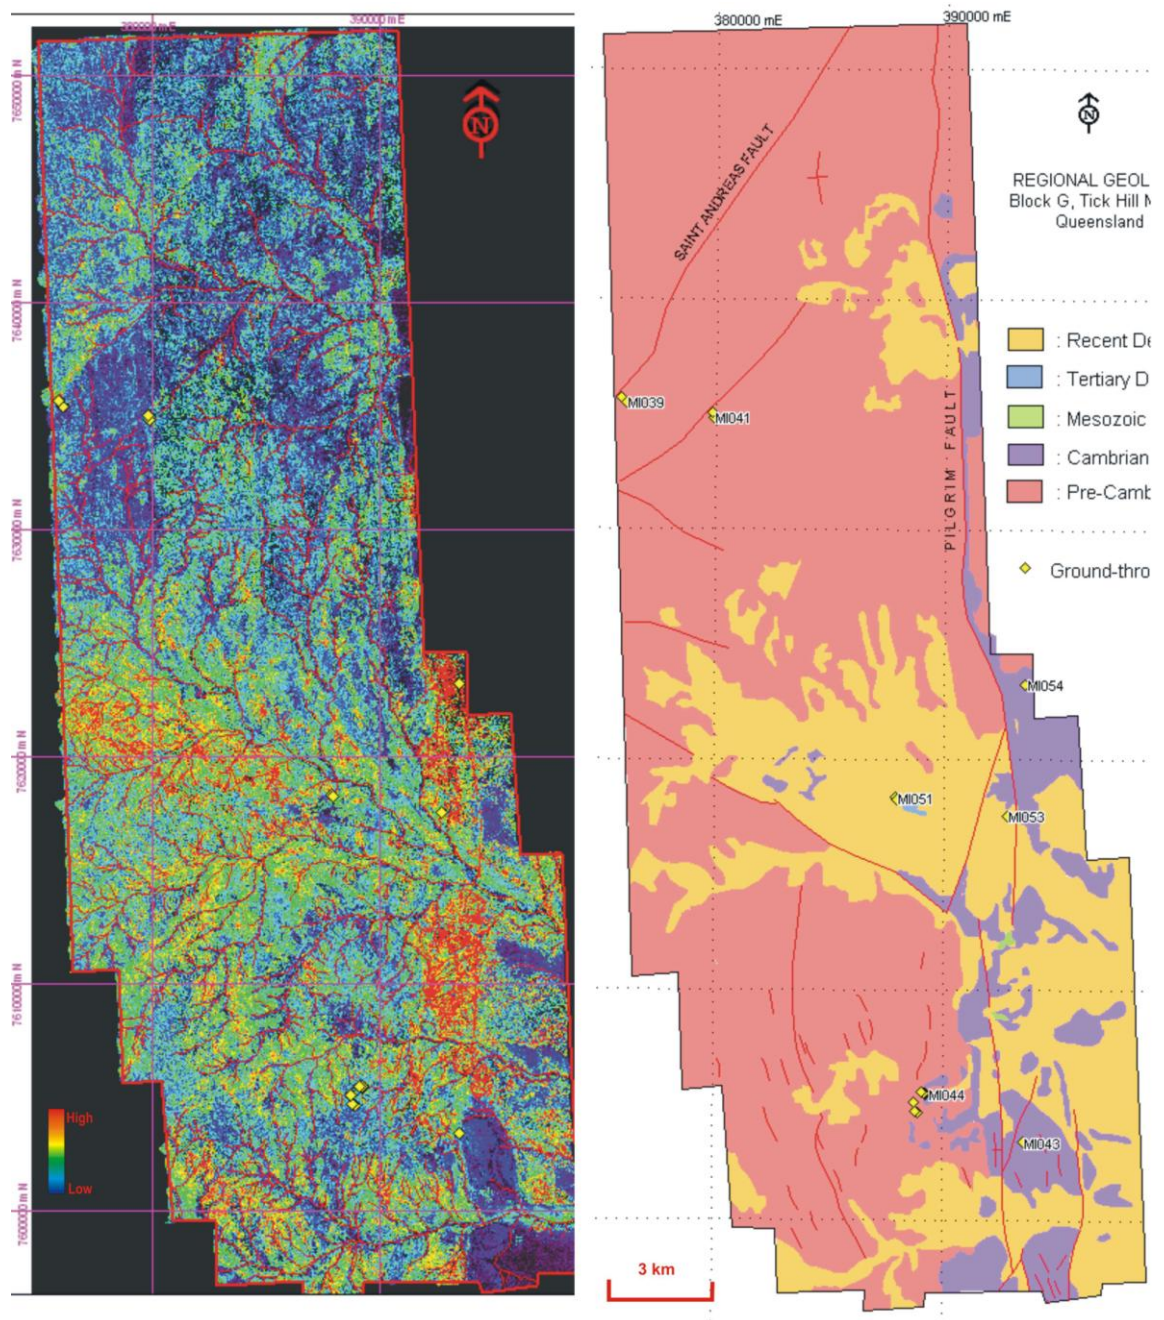 380000 mE
390000 mE
7650000 m N
7640000 m N
7630000 m N
7620000 m N
7610000 m N
7600000 m N
N
High
Low
380000 mE
390000 mE
N
REGIONAL GEOL
Block G, Tick Hill M
Queensland
SAINT ANDREAS FAULT
PILGRIM FAULT
: Recent De
: Tertiary D
: Mesozoic
: Cambrian
: Pre-Camb
Ground-thro
MI039
MI041
MI054
MI051
MI053
MI044
MI043
3 km